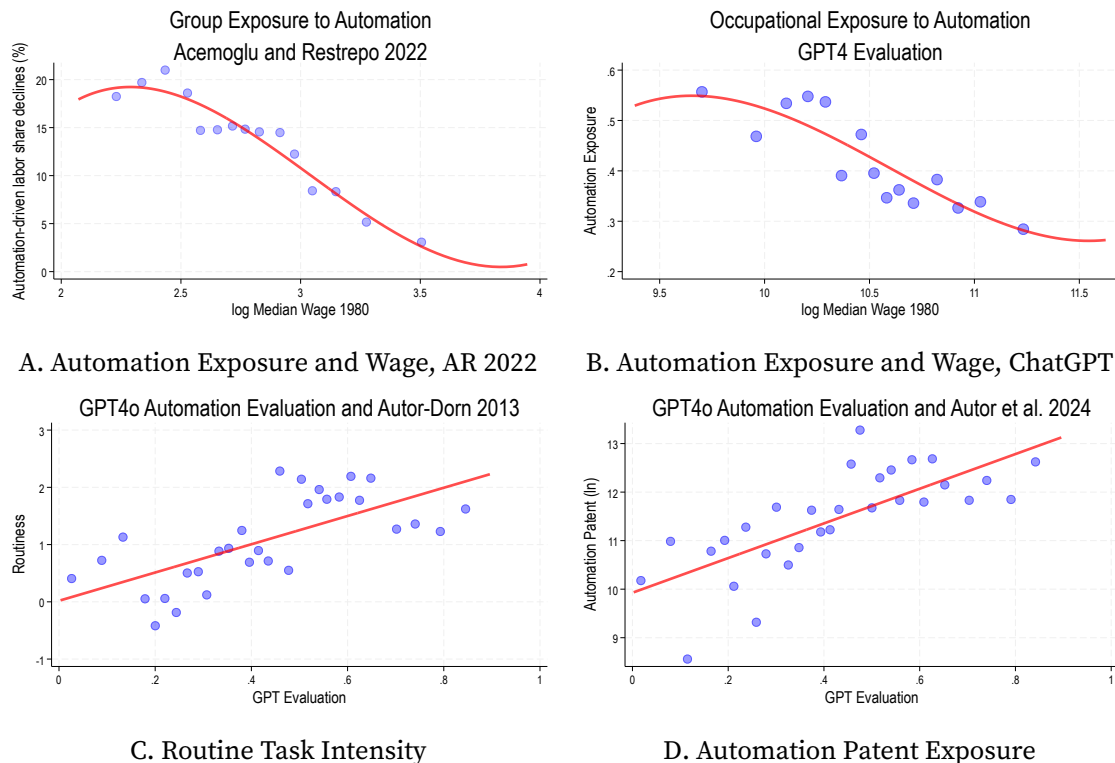 Group Exposure to Automation
Acemoglu and Restrepo 2022
Automation-driven labor share declines (%)
20
15
10
5
0
2
2.5
3
3.5
4
log Median Wage 1980
A. Automation Exposure and Wage, AR 2022
Occupational Exposure to Automation
GPT4 Evaluation
Automation Exposure
.6
.5
.4
.3
.2
9.5
10
10.5
11
11.5
log Median Wage 1980
B. Automation Exposure and Wage, ChatGPT
GPT4o Automation Evaluation and Autor-Dorn 2013
Routiness
3
2
1
0
-1
0
.2
.4
.6
.8
1
GPT Evaluation
C. Routine Task Intensity
GPT4o Automation Evaluation and Autor et al. 2024
Automation Patent (ln)
13
12
11
10
9
0
.2
.4
.6
.8
1
GPT Evaluation
D. Automation Patent Exposure